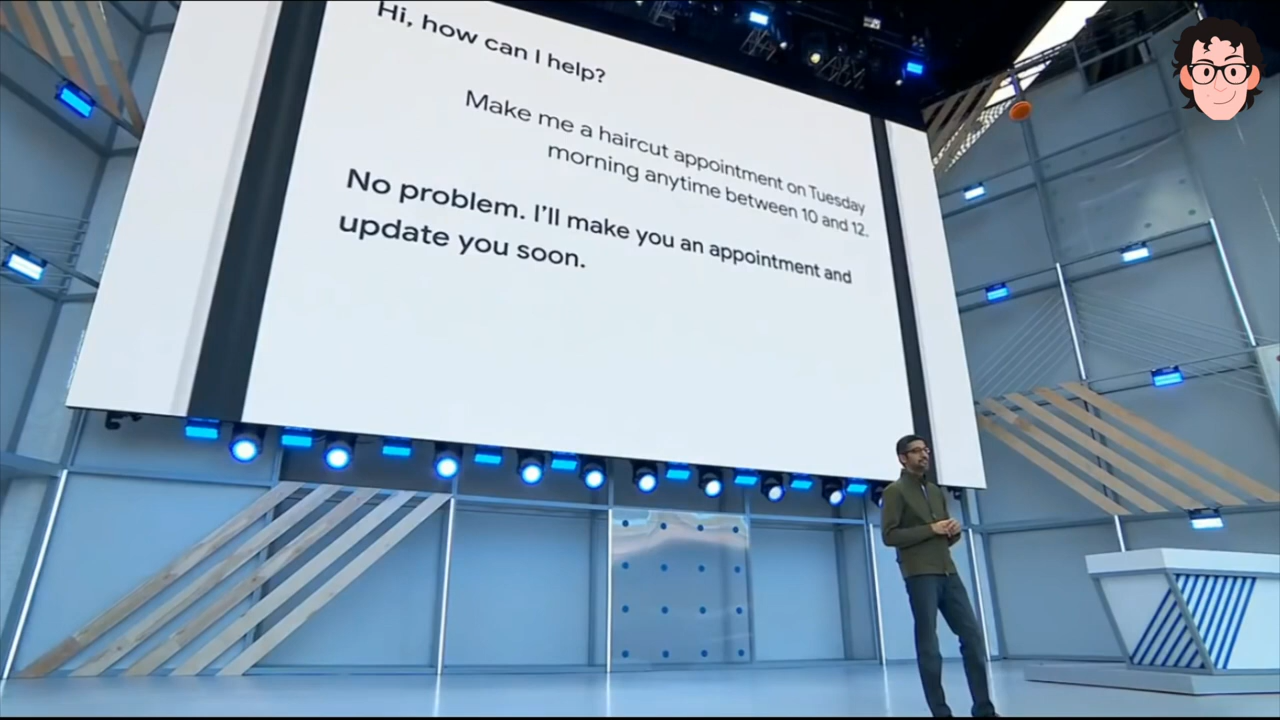 Hi, how can I help?
Make me a haircut appointment on Tuesday
morning anytime between 10 and 12.
No problem. I'll make you an appointment and
update you soon.